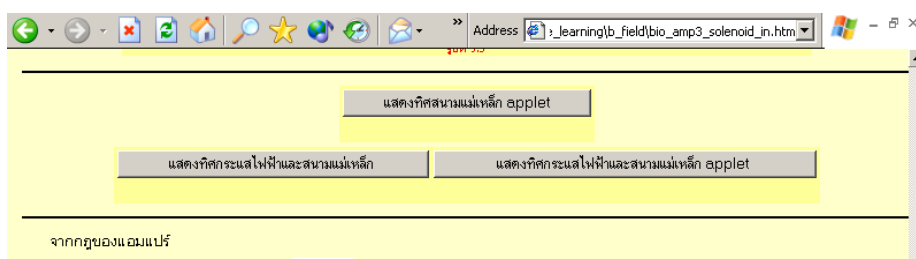 » Address ›_learning\b_field\bio_amp3_solenoid_in.htm
แสดงทิศสนามแม่เหล็ก applet
แสดงทิศกระแสไฟฟ้าและสนามแม่เหล็ก แสดงทิศกระแสไฟฟ้าและสนามแม่เหล็ก applet
จากกฎของแอมแปร์